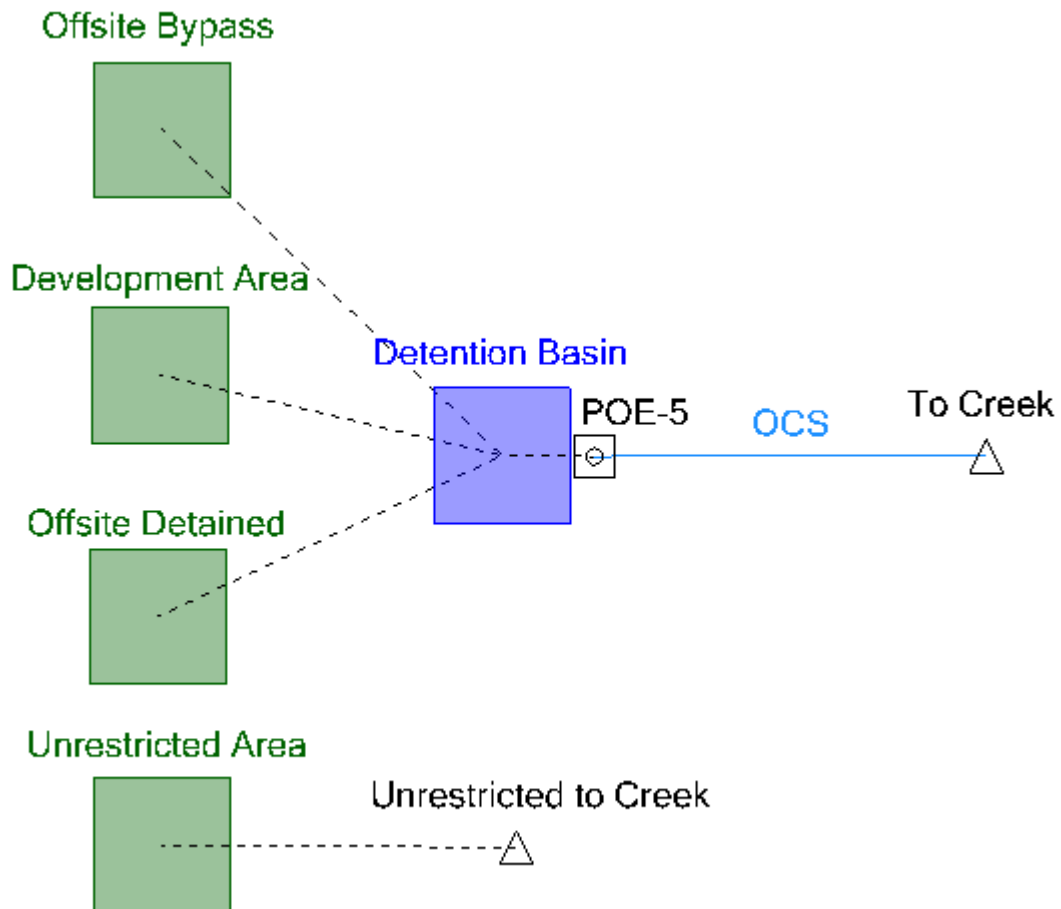 Offsite Bypass
Development Area
Detention Basin
POE-5
OCS
To Creek
Offsite Detained
Unrestricted Area
Unrestricted to Creek